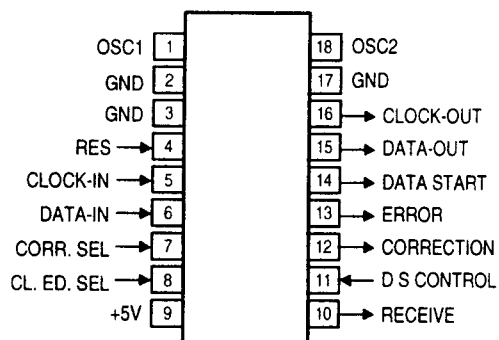 OSC1 1 18 OSC2
GND 2 17 GND
GND 3 16 CLOCK-OUT
RES 4 15 DATA-OUT
CLOCK-IN 5 14 DATA START
DATA-IN 6 13 ERROR
CORR. SEL 7 12 CORRECTION
CL. ED. SEL 8 11 D S CONTROL
+5V 9 10 RECEIVE